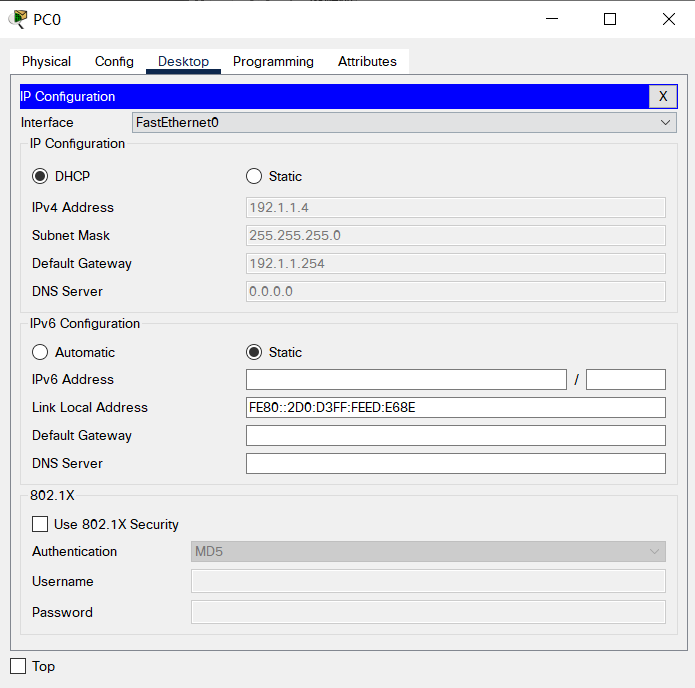 PC0
Physical Config Desktop Programming Attributes
IP Configuration X
Interface FastEthernet0
IP Configuration
DHCP Static
IPv4 Address 192.1.1.4
Subnet Mask 255.255.255.0
Default Gateway 192.1.1.254
DNS Server 0.0.0.0
IPv6 Configuration
Automatic Static
IPv6 Address /
Link Local Address FE80::2D0:D3FF:FEED:E68E
Default Gateway
DNS Server
802.1X
Use 802.1X Security
Authentication MD5
Username
Password
Top